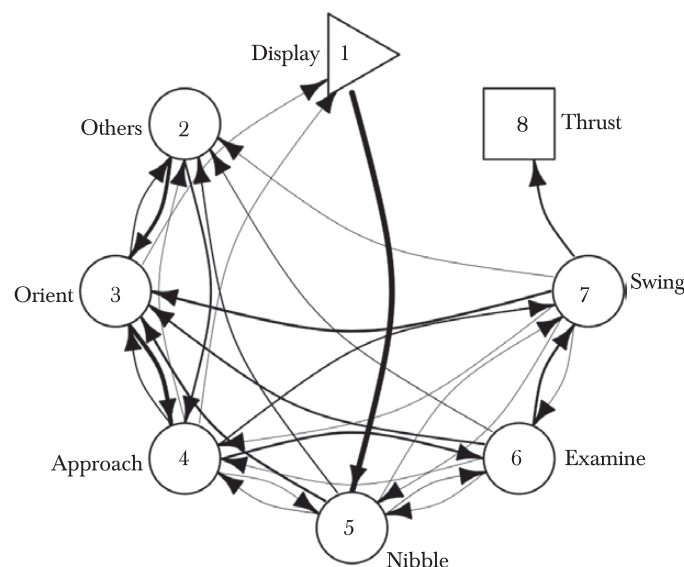 Display 1
Others 2
8 Thrust
Orient 3
7 Swing
Approach 4
6 Examine
5
Nibble